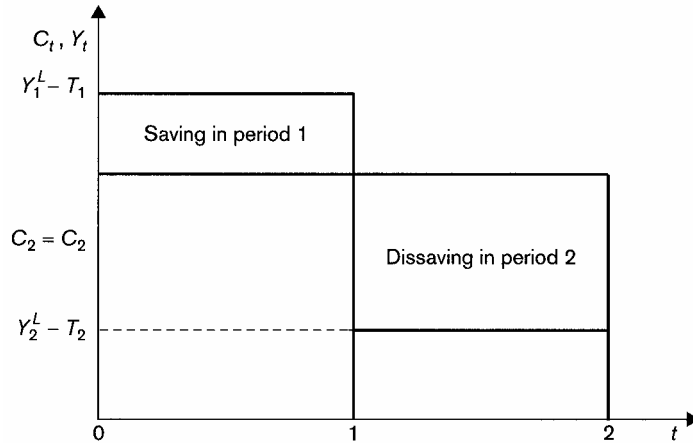 C_t, Y_t
Y_1^L – T_1
Saving in period 1
C_2 = C_2
Dissaving in period 2
Y_2^L – T_2
0 1 2 t